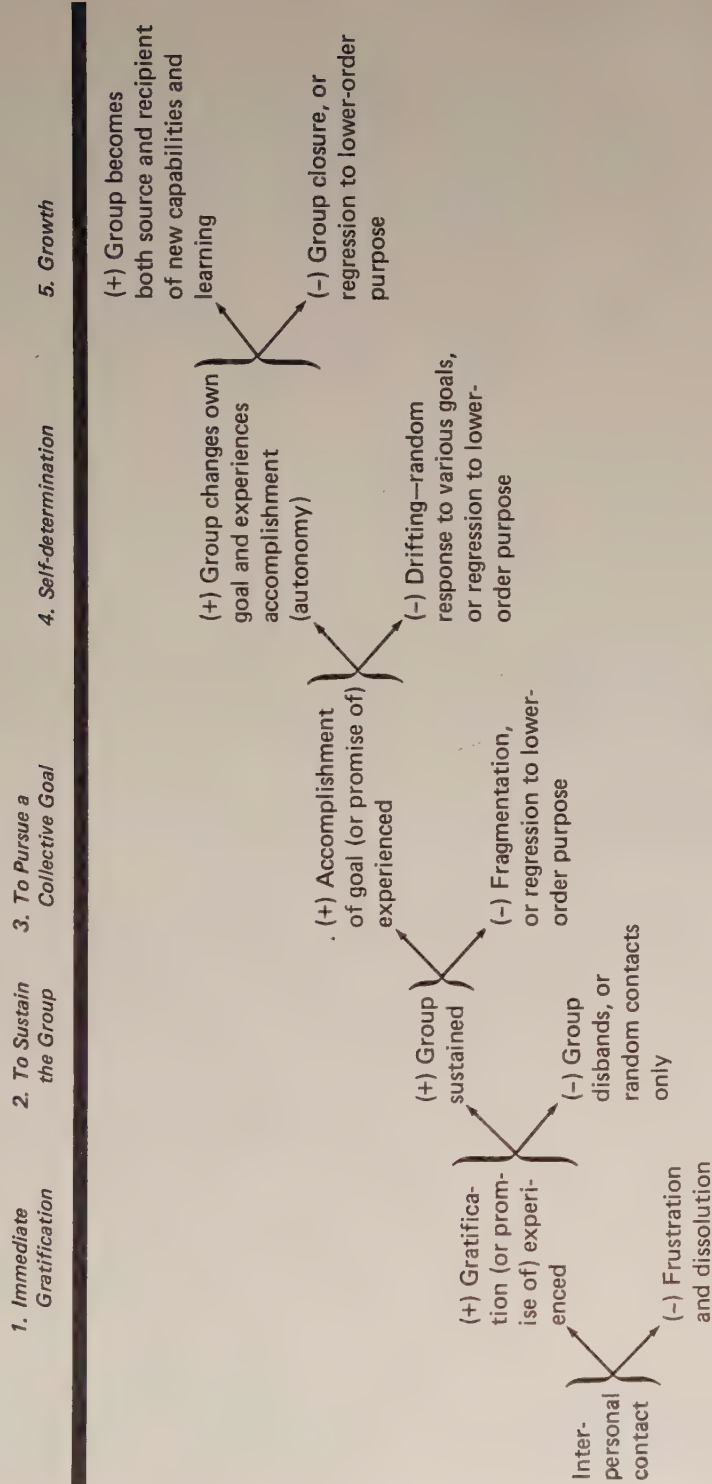 1. Immediate
Gratification
2. To Sustain
the Group
3. To Pursue a
Collective Goal
4. Self-determination
5. Growth
Inter-
personal
contact
(+) Gratifica-
tion (or prom-
ise of) experi-
enced
(−) Frustration
and dissolution
(+) Group
sustained
(−) Group
disbands, or
random contacts
only
(+) Accomplishment
of goal (or promise of)
experienced
(−) Fragmentation,
or regression to lower-
order purpose
(+) Group changes own
goal and experiences
accomplishment
(autonomy)
(−) Drifting—random
response to various goals,
or regression to lower-
order purpose
(+) Group becomes
both source and recipient
of new capabilities and
learning
(−) Group closure, or
regression to lower-order
purpose